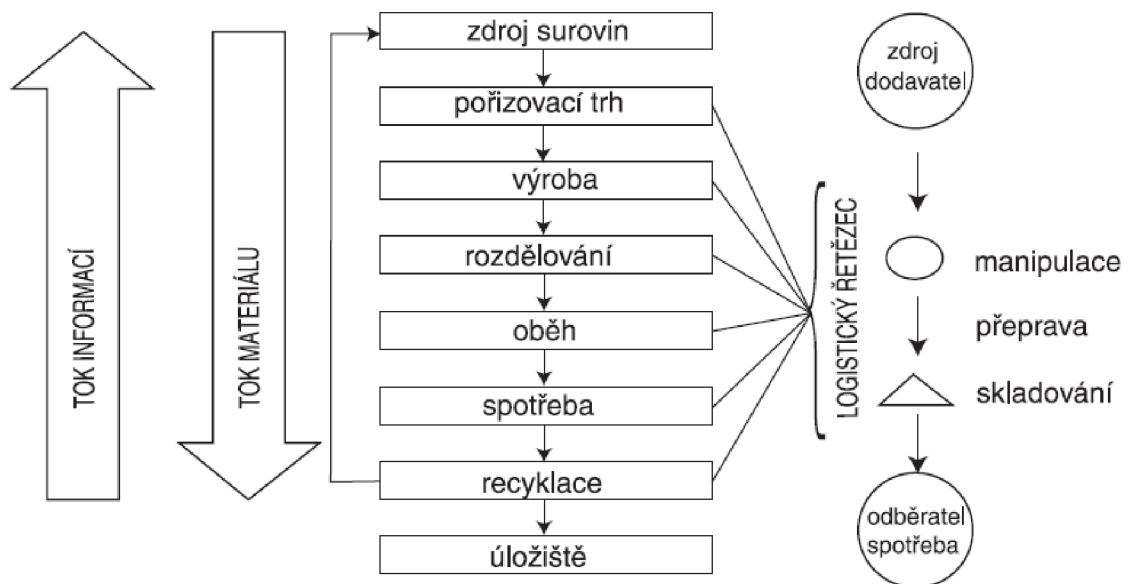 TOK INFORMACÍ
TOK MATERIÁLU
zdroj surovin
pořizovací trh
výroba
rozdělování
oběh
spotřeba
recyklace
úložiště
LOGISTICKÝ ŘETĚZEC
zdroj
dodavatel
manipulace
přeprava
skladování
odběratel
spotřeba